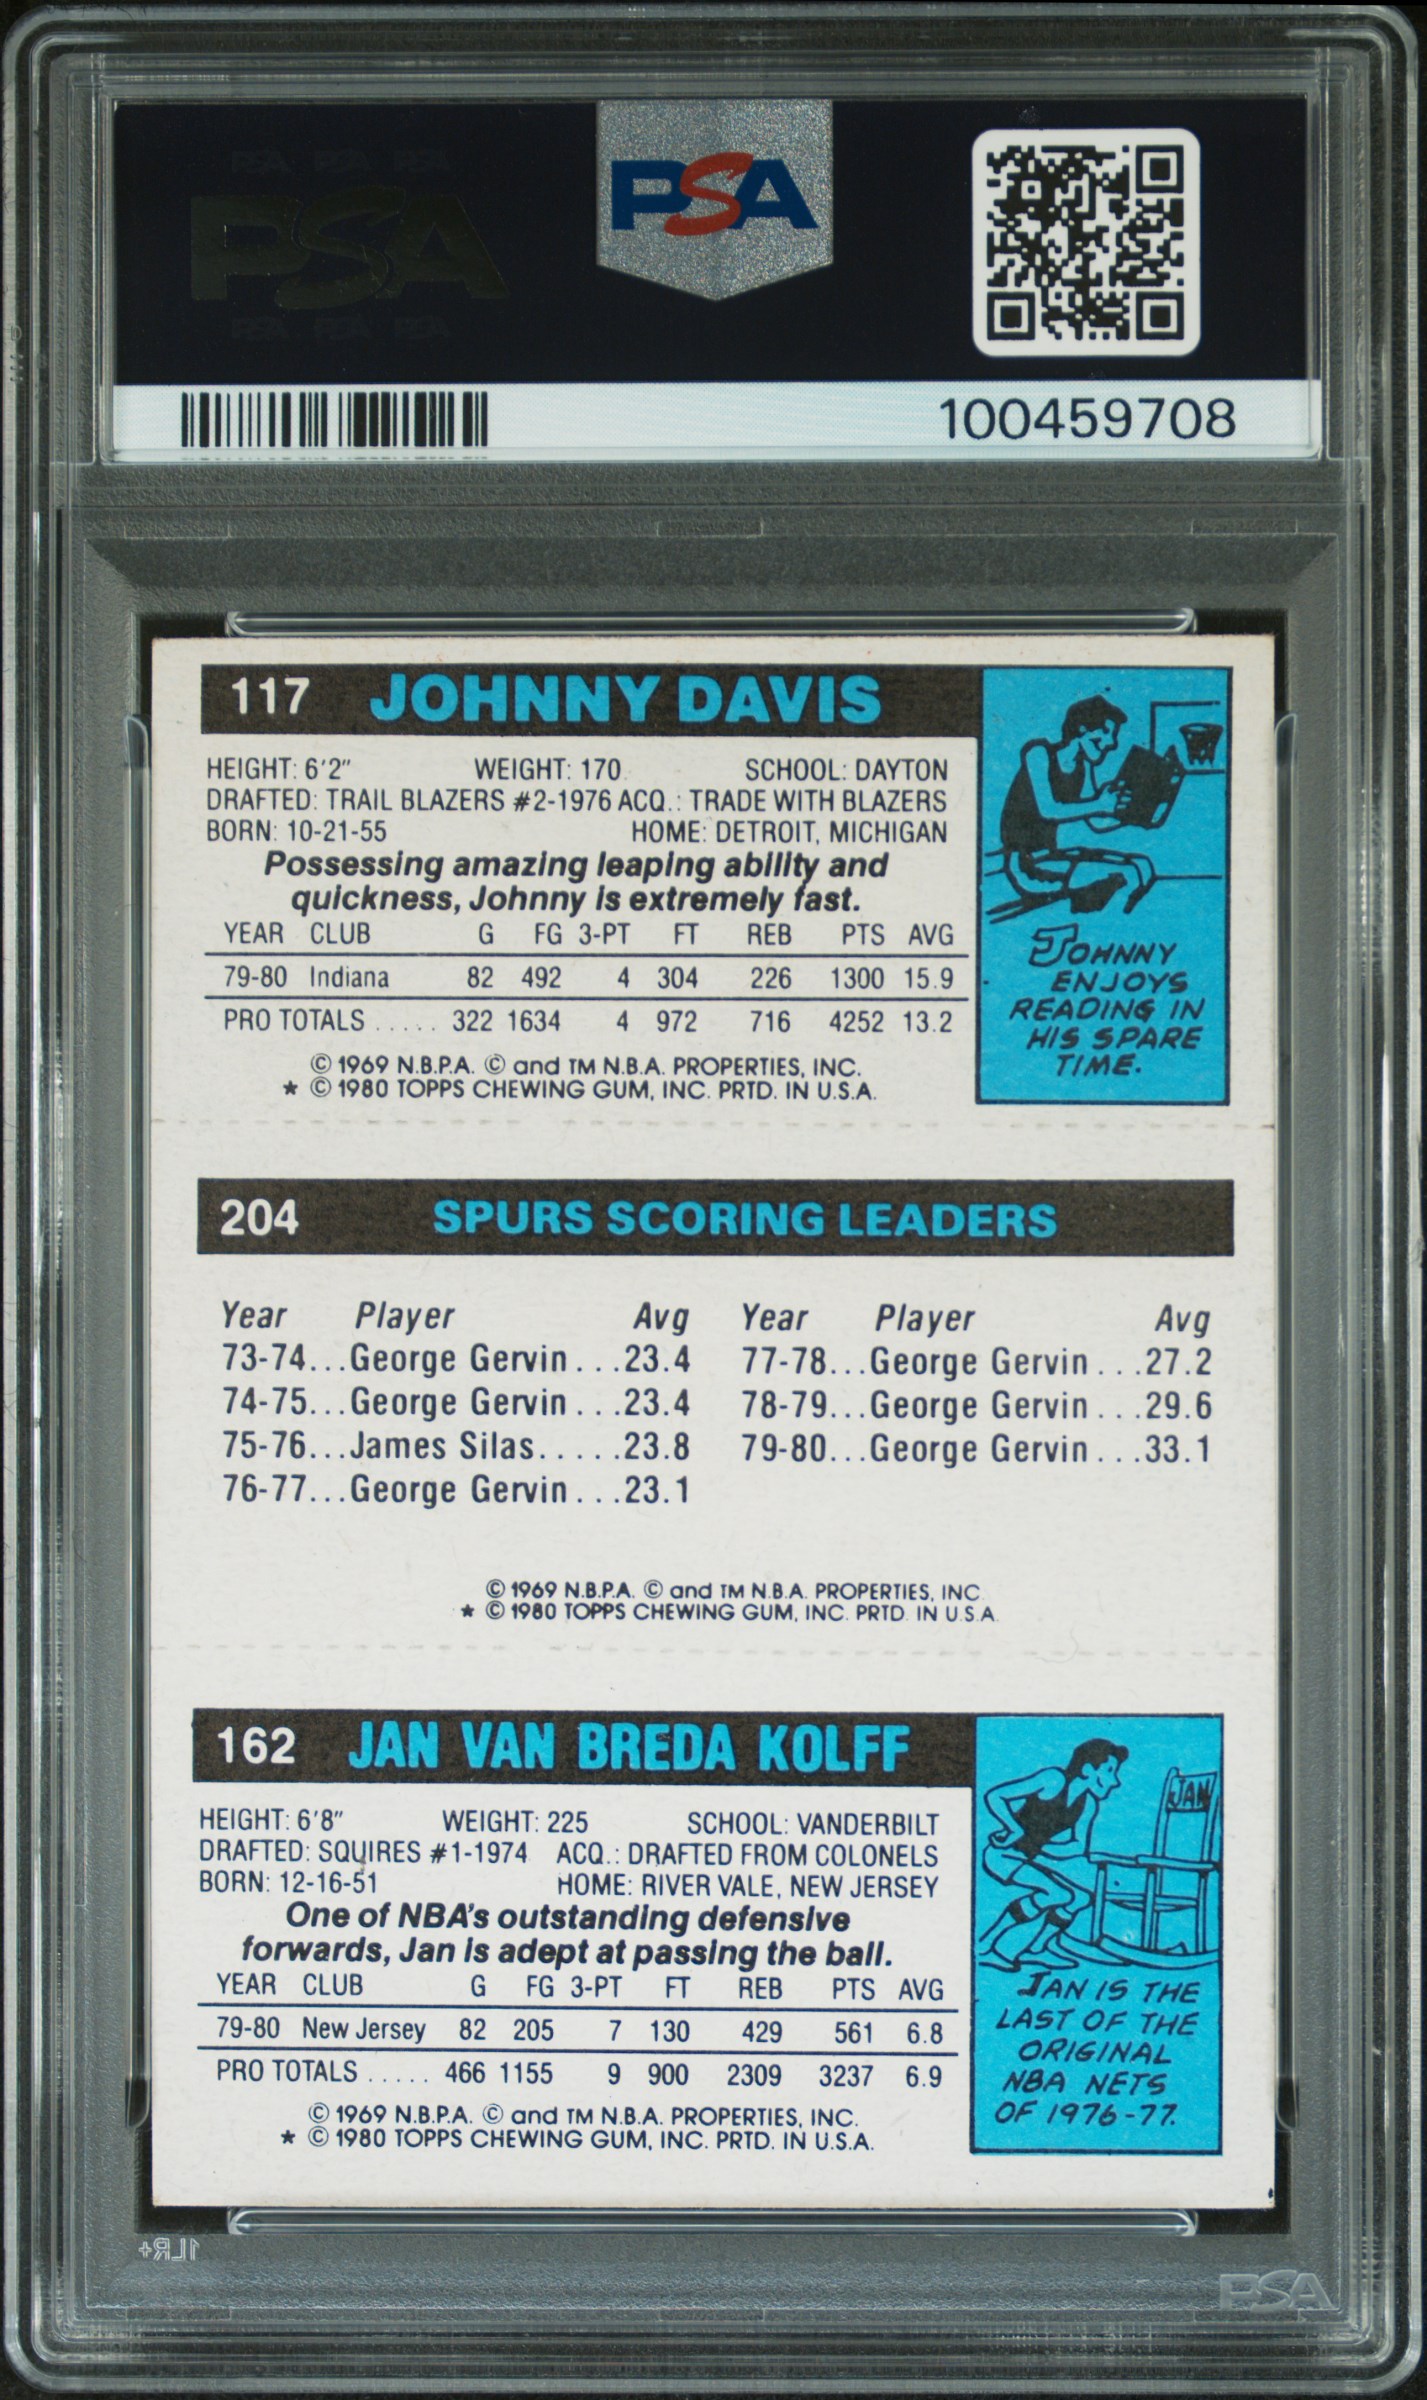 PSA PSA PSA
PSA
PSA PSA PSA
PSA
100459708
117 JOHNNY DAVIS
HEIGHT: 6'2" WEIGHT: 170 SCHOOL: DAYTON
DRAFTED: TRAIL BLAZERS #2-1976 ACQ.: TRADE WITH BLAZERS
BORN: 10-21-55 HOME: DETROIT, MICHIGAN
Possessing amazing leaping ability and
quickness, Johnny is extremely fast.
YEAR CLUB G FG 3-PT FT REB PTS AVG
79-80 Indiana 82 492 4 304 226 1300 15.9
PRO TOTALS ..... 322 1634 4 972 716 4252 13.2
© 1969 N.B.P.A. © and TM N.B.A. PROPERTIES, INC.
* © 1980 TOPPS CHEWING GUM, INC. PRTD. IN U.S.A.
JOHNNY
ENJOYS
READING IN
HIS SPARE
TIME.
204 SPURS SCORING LEADERS
Year Player Avg Year Player Avg
73-74...George Gervin...23.4 77-78...George Gervin...27.2
74-75...George Gervin...23.4 78-79...George Gervin...29.6
75-76...James Silas.....23.8 79-80...George Gervin...33.1
76-77...George Gervin...23.1
© 1969 N.B.P.A. © and TM N.B.A. PROPERTIES, INC.
* © 1980 TOPPS CHEWING GUM, INC. PRTD. IN U.S.A.
162 JAN VAN BREDA KOLFF
HEIGHT: 6'8" WEIGHT: 225 SCHOOL: VANDERBILT
DRAFTED: SQUIRES #1-1974 ACQ.: DRAFTED FROM COLONELS
BORN: 12-16-51 HOME: RIVER VALE, NEW JERSEY
One of NBA's outstanding defensive
forwards, Jan is adept at passing the ball.
YEAR CLUB G FG 3-PT FT REB PTS AVG
79-80 New Jersey 82 205 7 130 429 561 6.8
PRO TOTALS ..... 466 1155 9 900 2309 3237 6.9
© 1969 N.B.P.A. © and TM N.B.A. PROPERTIES, INC.
* © 1980 TOPPS CHEWING GUM, INC. PRTD. IN U.S.A.
JAN
JAN IS THE
LAST OF THE
ORIGINAL
NBA NETS
OF 1976-77.
1LR+
PSA